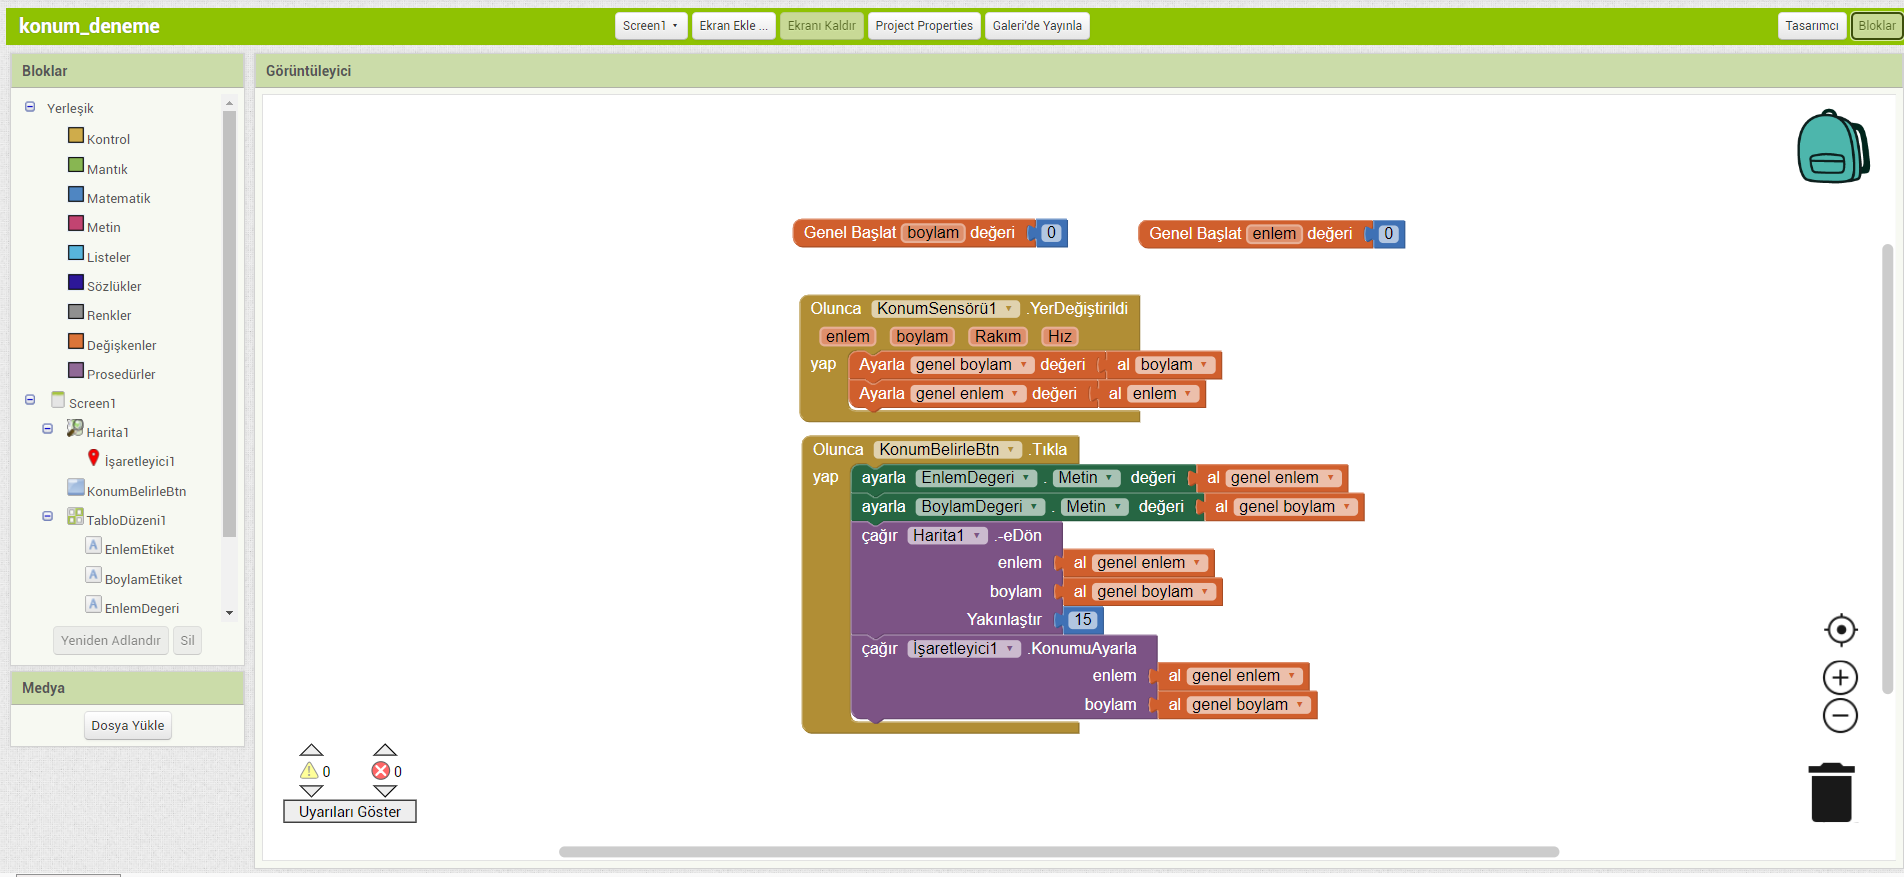 konum_deneme
Screen1
Ekran Ekle ...
Ekranı Kaldır
Project Properties
Galeri'de Yayınla
Tasarımcı
Bloklar
Bloklar
Yerleşik
Kontrol
Mantık
Matematik
Metin
Listeler
Sözlükler
Renkler
Değişkenler
Prosedürler
Screen1
Harita1
İşaretleyici1
KonumBelirleBtn
TabloDüzeni1
A EnlemEtiket
A BoylamEtiket
A EnlemDegeri
Yeniden Adlandır
Sil
Medya
Dosya Yükle
Görüntüleyici
Genel Başlat boylam değeri 0
Genel Başlat enlem değeri 0
Olunca KonumSensörü1 .YerDeğiştirildi
enlem boylam Rakım Hız
yap Ayarla genel boylam değeri al boylam
Ayarla genel enlem değeri al enlem
Olunca KonumBelirleBtn .Tıkla
yap ayarla EnlemDegeri . Metin değeri al genel enlem
ayarla BoylamDegeri . Metin değeri al genel boylam
çağır Harita1 .-eDön
enlem al genel enlem
boylam al genel boylam
Yakınlaştır 15
çağır İşaretleyici1 .KonumuAyarla
enlem al genel enlem
boylam al genel boylam
0
0
Uyarıları Göster